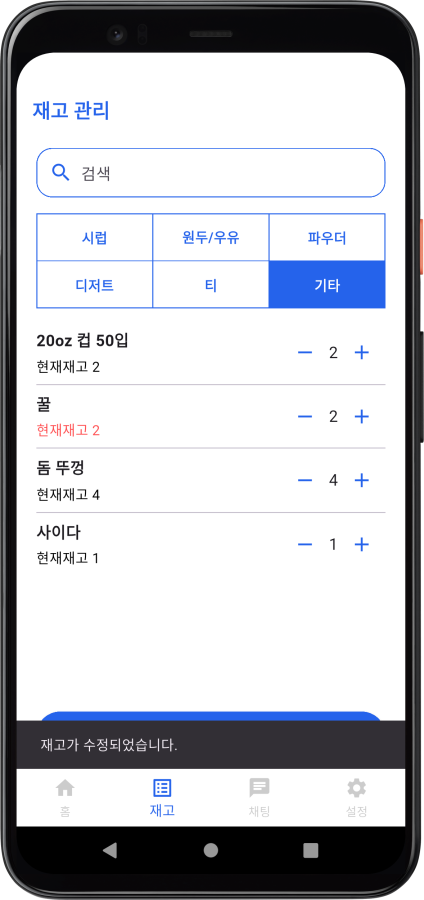 재고 관리
검색
시럽 원두/우유 파우더
디저트 티 기타
20oz 컵 50입
현재재고 2
2
꿀
현재재고 2
2
돔 뚜껑
현재재고 4
4
사이다
현재재고 1
1
재고가 수정되었습니다.
홈 재고 채팅 설정